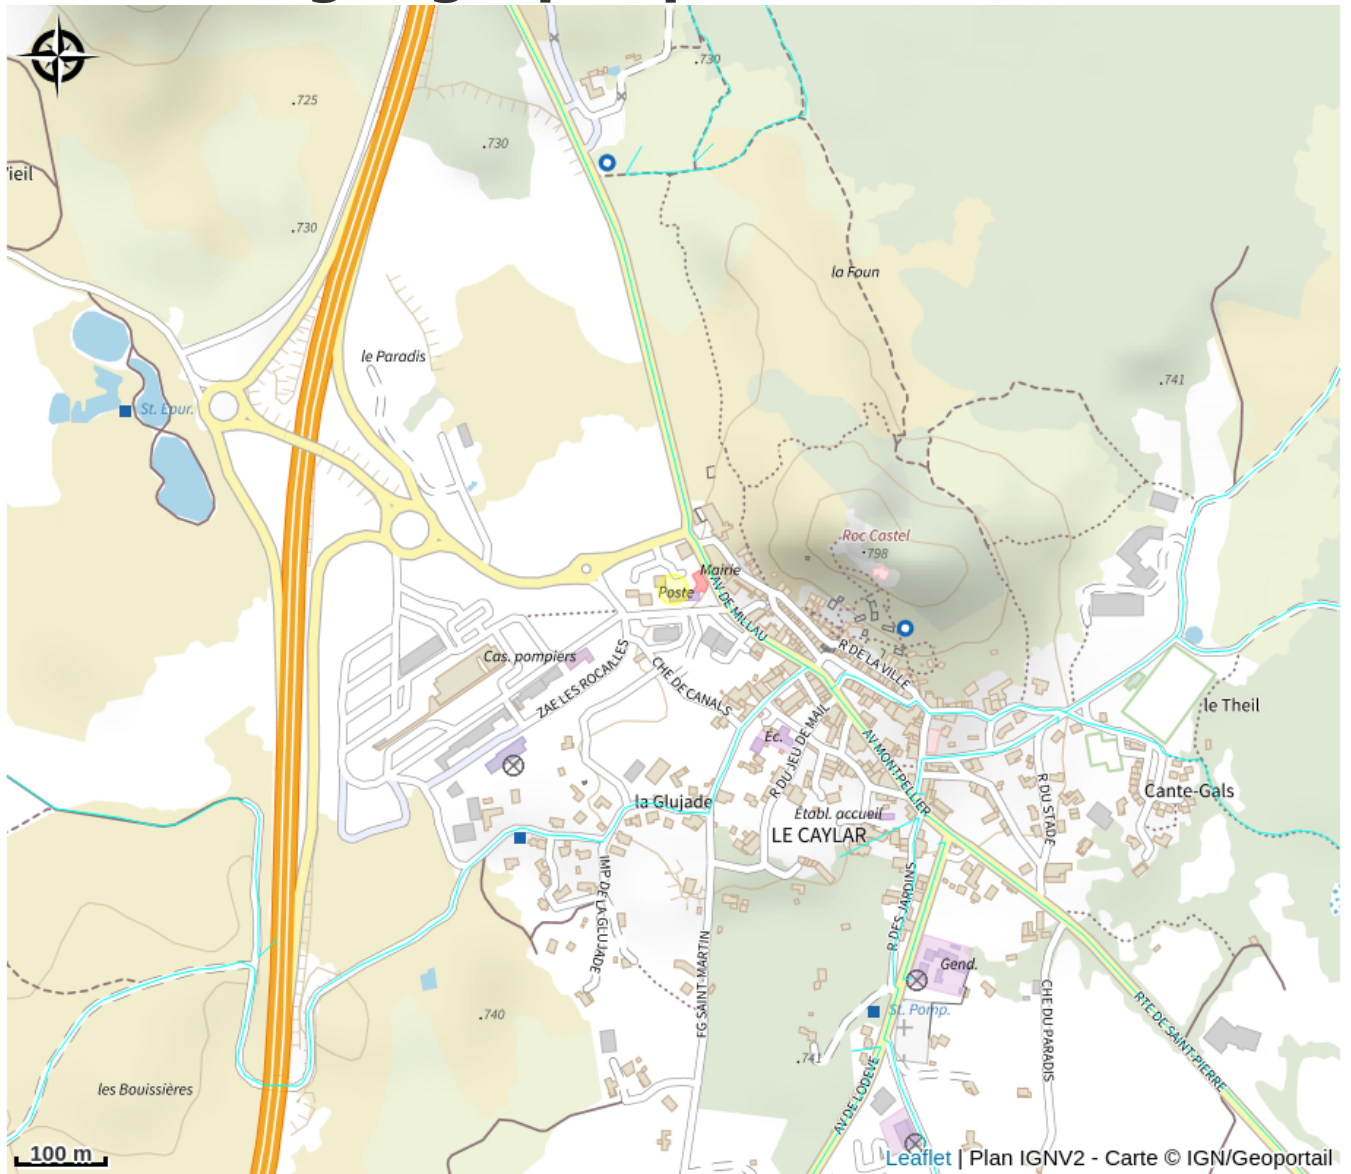 .730
.725
.730
ieil
.730
la Foun
le Paradis
.741
St. Epur.
Roc Castel
.798
Mairie
Poste
AV DE MILLAU
Cas. pompiers
ZAE LES ROCAILLES
CHE DE CANALS
R DE LA VILLE
le Theil
Ec.
R DU JEU DE MAIL
AV MONTPELLIER
la Glujade
R DU STADE
Cante-Gals
Établ. accueil
LE CAYLAR
IMP DE LA GLUJADE
R DES JARDINS
FG SAINT-MARTIN
Gend.
CHE DU PARADIS
RTE DE SAINT-PIERRE
St. Pomp.
.740
.741
les Bouissières
AV DE LODEVE
100 m
Leaflet | Plan IGNV2 - Carte © IGN/Geoportail